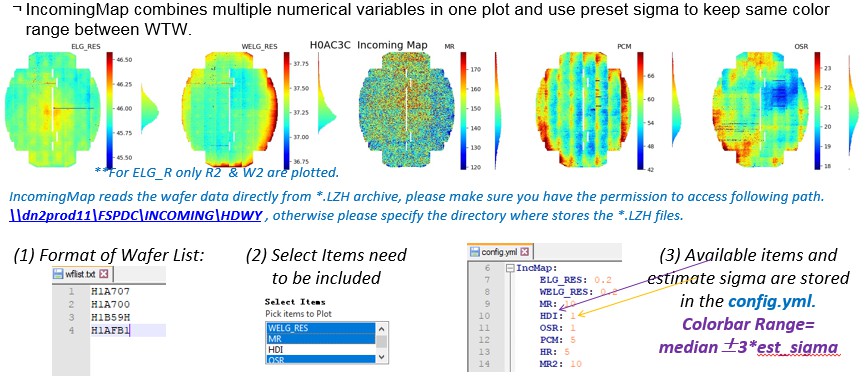 ¬ IncomingMap combines multiple numerical variables in one plot and use preset sigma to keep same color
range between WTW.
ELG_RES
WELG_RES
H0AC3C Incoming Map
MR
PCM
OSR
46.50
46.25
46.00
45.75
45.50
37.75
37.50
37.25
37.00
36.75
170
160
150
140
130
120
66
60
54
48
42
23
22
21
20
19
18
**For ELG_R only R2 & W2 are plotted.
IncomingMap reads the wafer data directly from *.LZH archive, please make sure you have the permission to access following path.
\\dn2prod11\FSPDC\INCOMING\HDWY , otherwise please specify the directory where stores the *.LZH files.
(1) Format of Wafer List:
wflist.txt
1 H1A707
2 H1A700
3 H1B59H
4 H1AFB1
(2) Select Items need
to be included
Select Items
Pick items to Plot
WELG_RES
MR
HDI
OSR
config.yml
6 IncMap:
7 ELG_RES: 0.2
8 WELG_RES: 0.2
9 MR: 10
10 HDI: 1
11 OSR: 1
12 PCM: 5
13 HR: 5
14 MR2: 10
(3) Available items and
estimate sigma are stored
in the config.yml.
Colorbar Range=
median ±3*est_sigma